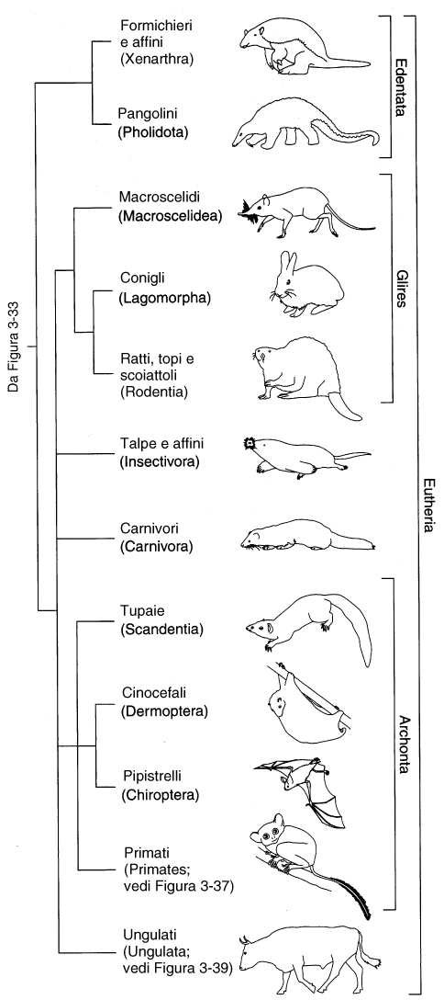 Formichieri
e affini
(Xenarthra)
Pangolini
(Pholidota)
Edentata
Macroscelidi
(Macroscelidea)
Conigli
(Lagomorpha)
Ratti, topi e
scoiattoli
(Rodentia)
Glires
Da Figura 3-33
Talpe e affini
(Insectivora)
Carnivori
(Carnivora)
Eutheria
Tupaie
(Scandentia)
Cinocefali
(Dermoptera)
Pipistrelli
(Chiroptera)
Primati
(Primates;
vedi Figura 3-37)
Archonta
Ungulati
(Ungulata;
vedi Figura 3-39)